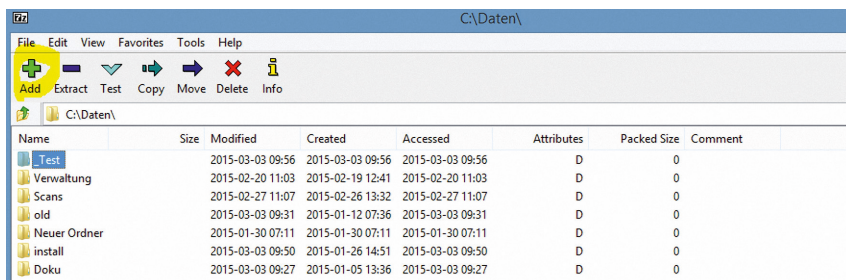 7z C:\Daten\
File Edit View Favorites Tools Help
Add Extract Test Copy Move Delete Info
C:\Daten\
Name Size Modified Created Accessed Attributes Packed Size Comment
_Test 2015-03-03 09:56 2015-03-03 09:56 2015-03-03 09:56 D 0
Verwaltung 2015-02-20 11:03 2015-02-19 12:41 2015-02-20 11:03 D 0
Scans 2015-02-27 11:07 2015-02-26 13:32 2015-02-27 11:07 D 0
old 2015-03-03 09:31 2015-01-12 07:36 2015-03-03 09:31 D 0
Neuer Ordner 2015-01-30 07:11 2015-01-30 07:11 2015-01-30 07:11 D 0
install 2015-03-03 09:50 2015-01-26 14:51 2015-03-03 09:50 D 0
Doku 2015-03-03 09:27 2015-01-05 13:36 2015-03-03 09:27 D 0